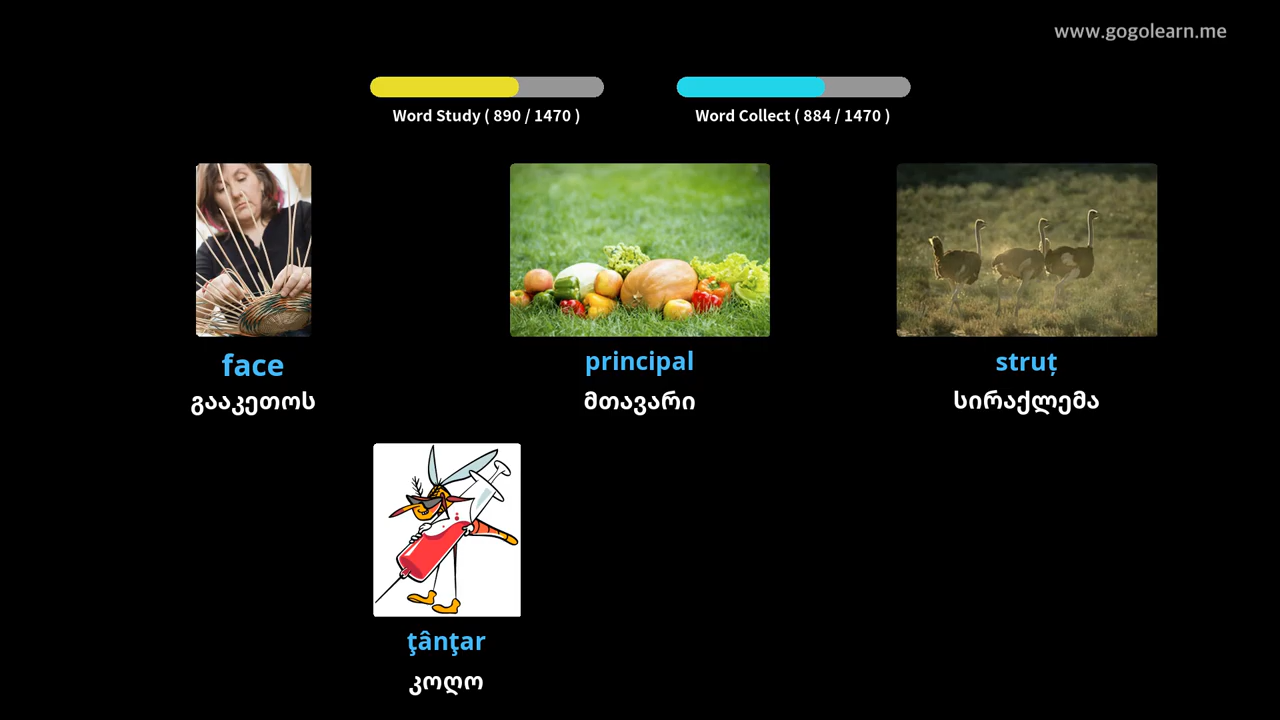 www.gogolearn.me
Word Study ( 890 / 1470 )
Word Collect ( 884 / 1470 )
face
principal
struț
გააკეთოს
მთავარი
სირაქლემა
ţânţar
კოღო